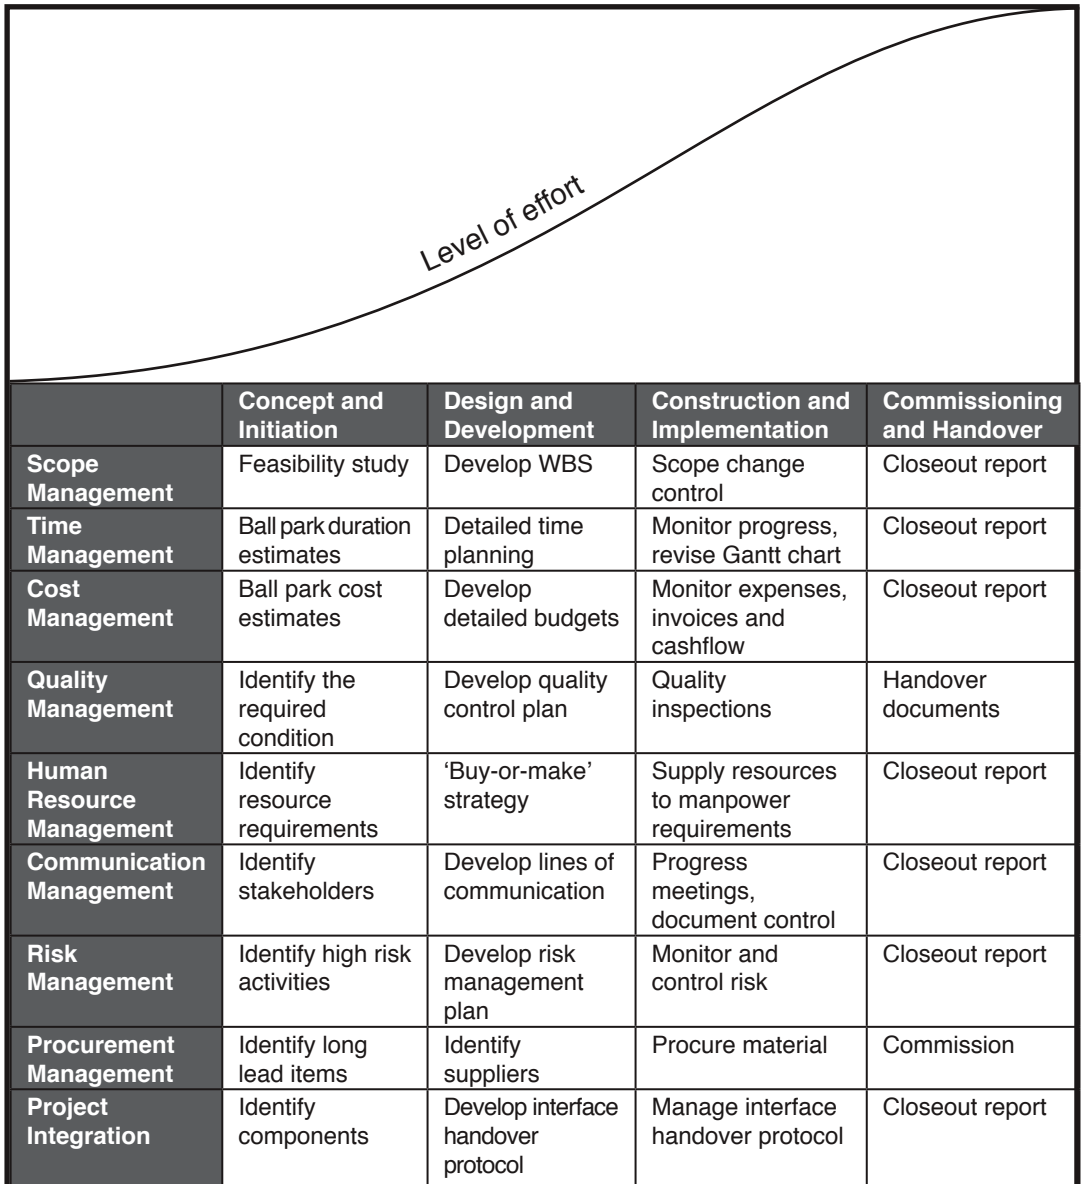 Level of effort
Concept and
Initiation
Design and
Development
Construction and
Implementation
Commissioning
and Handover
Scope
Management
Feasibility study
Develop WBS
Scope change
control
Closeout report
Time
Management
Ball park duration
estimates
Detailed time
planning
Monitor progress,
revise Gantt chart
Closeout report
Cost
Management
Ball park cost
estimates
Develop
detailed budgets
Monitor expenses,
invoices and
cashflow
Closeout report
Quality
Management
Identify the
required
condition
Develop quality
control plan
Quality
inspections
Handover
documents
Human
Resource
Management
Identify
resource
requirements
‘Buy-or-make’
strategy
Supply resources
to manpower
requirements
Closeout report
Communication
Management
Identify
stakeholders
Develop lines of
communication
Progress
meetings,
document control
Closeout report
Risk
Management
Identify high risk
activities
Develop risk
management
plan
Monitor and
control risk
Closeout report
Procurement
Management
Identify long
lead items
Identify
suppliers
Procure material
Commission
Project
Integration
Identify
components
Develop interface
handover
protocol
Manage interface
handover protocol
Closeout report